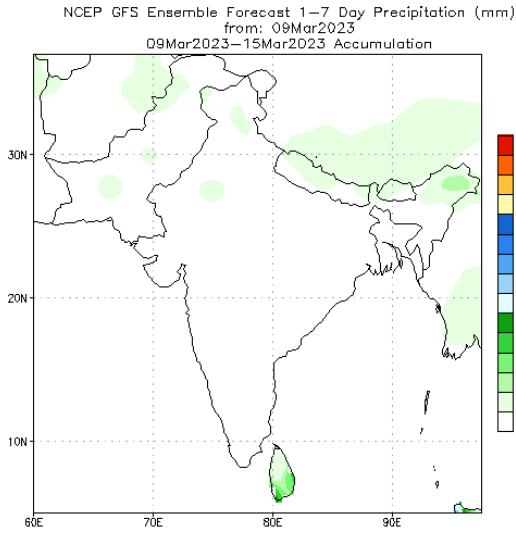 NCEP GFS Ensemble Forecast 1–7 Day Precipitation (mm)
from: 09Mar2023
09Mar2023–15Mar2023 Accumulation
30N
20N
10N
60E 70E 80E 90E